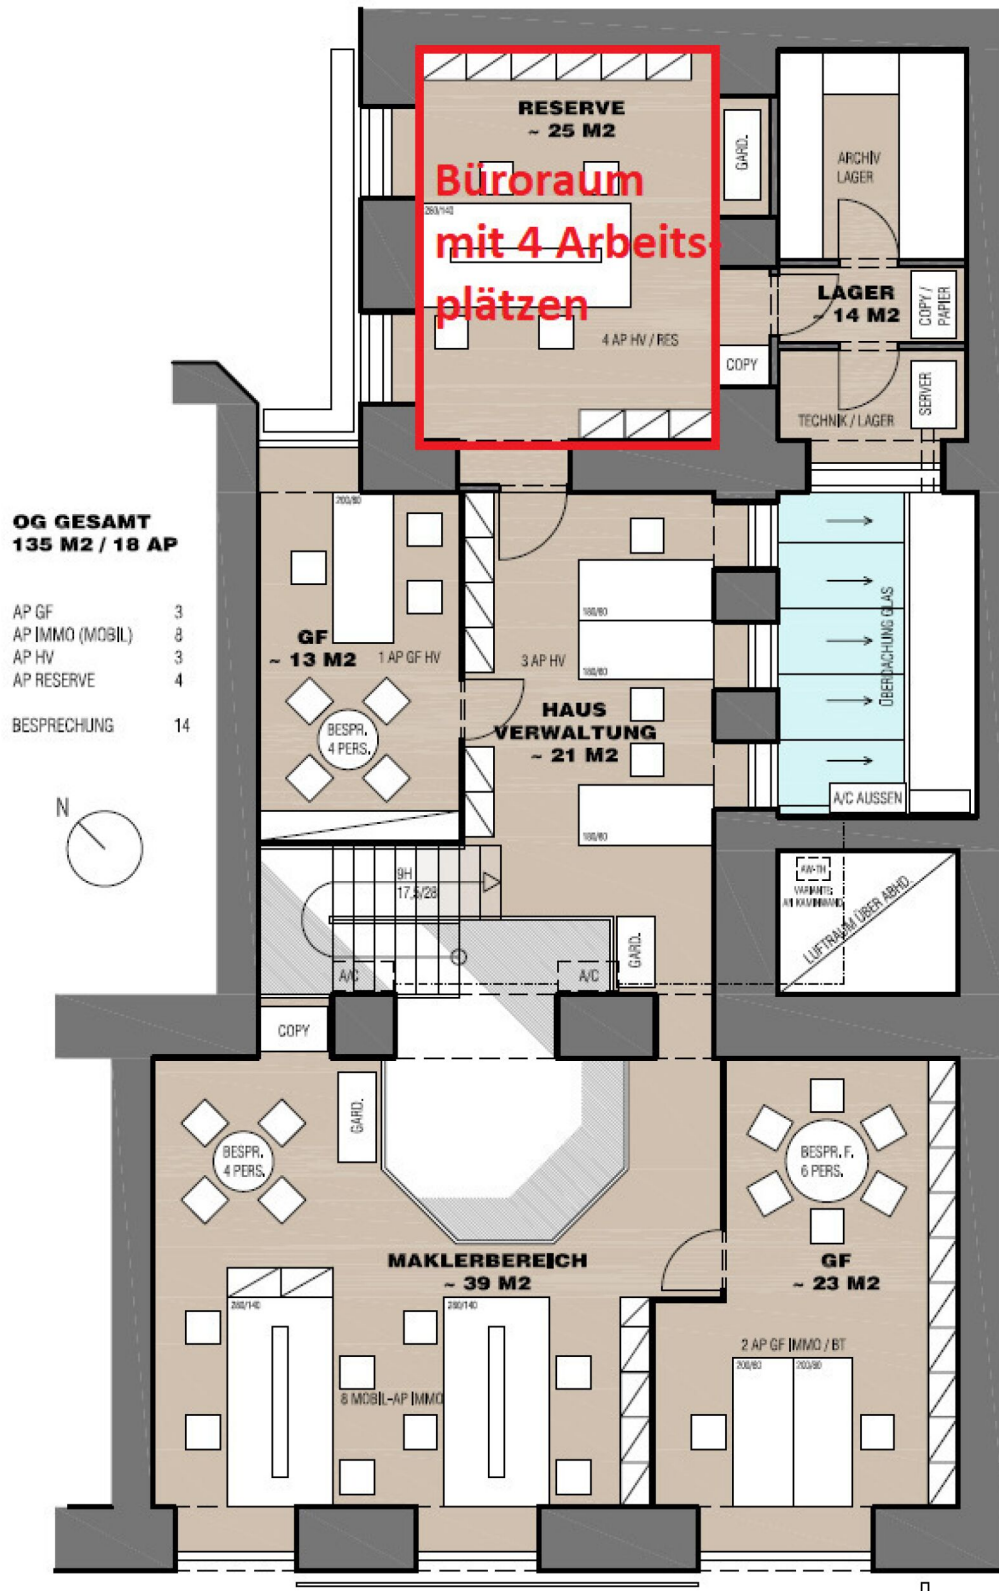 RESERVE
~ 25 M2
Büroraum
mit 4 Arbeits-
plätzen
260/140
4 AP HV / RES
GARD.
ARCHIV
LAGER
LAGER
~ 14 M2
COPY /
PAPIER
COPY
SERVER
TECHNIK / LAGER
OG GESAMT
135 M2 / 18 AP
AP GF 3
AP IMMO (MOBIL) 8
AP HV 3
AP RESERVE 4
BESPRECHUNG 14
N
200/80
GF
~ 13 M2
1 AP GF HV
BESPR.
4 PERS.
3 AP HV
180/80
180/80
HAUS
VERWALTUNG
~ 21 M2
180/80
ÜBERDACHUNG GLAS
A/C AUSSEN
9H
17,5/28
A/C
A/C
GARD.
AW-TH
VARIANTE
AN KAMINWAND
LUFTRAUM ÜBER ABHD.
COPY
GARD.
BESPR.
4 PERS.
BESPR. F.
6 PERS.
MAKLERBEREICH
~ 39 M2
GF
~ 23 M2
260/140
260/140
8 MOBIL-AP IMMO
2 AP GF IMMO / BT
200/80
200/80